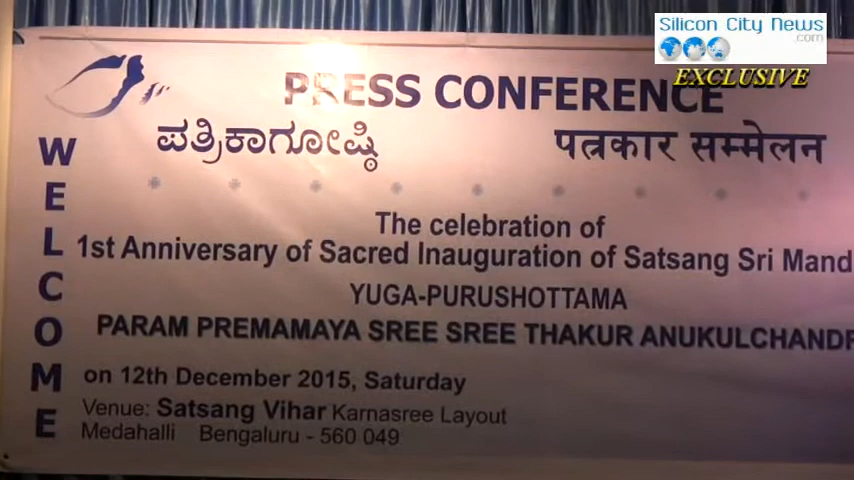 Silicon City News
.com
EXCLUSIVE
PRESS CONFERENCE
ಪತ್ರಿಕಾಗೋಷ್ಠಿ
पत्रकार सम्मेलन
WELCOME
The celebration of
1st Anniversary of Sacred Inauguration of Satsang Sri Mand
YUGA-PURUSHOTTAMA
PARAM PREMAMAYA SREE SREE THAKUR ANUKULCHANDR
on 12th December 2015, Saturday
Venue: Satsang Vihar Karnasree Layout
Medahalli Bengaluru - 560 049